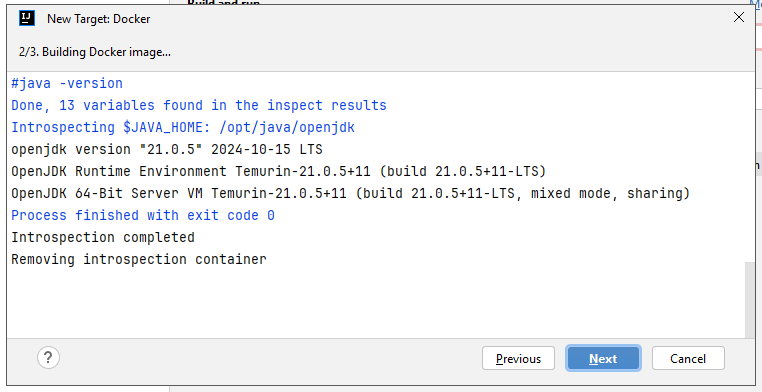 Build and run
New Target: Docker
2/3. Building Docker image...
#java -version
Done, 13 variables found in the inspect results
Introspecting $JAVA_HOME: /opt/java/openjdk
openjdk version "21.0.5" 2024-10-15 LTS
OpenJDK Runtime Environment Temurin-21.0.5+11 (build 21.0.5+11-LTS)
OpenJDK 64-Bit Server VM Temurin-21.0.5+11 (build 21.0.5+11-LTS, mixed mode, sharing)
Process finished with exit code 0
Introspection completed
Removing introspection container
? Previous Next Cancel